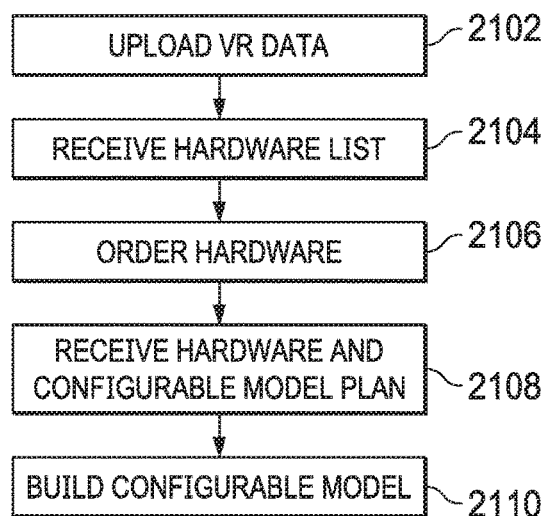 UPLOAD VR DATA 2102
RECEIVE HARDWARE LIST 2104
ORDER HARDWARE 2106
RECEIVE HARDWARE AND
CONFIGURABLE MODEL PLAN 2108
BUILD CONFIGURABLE MODEL 2110